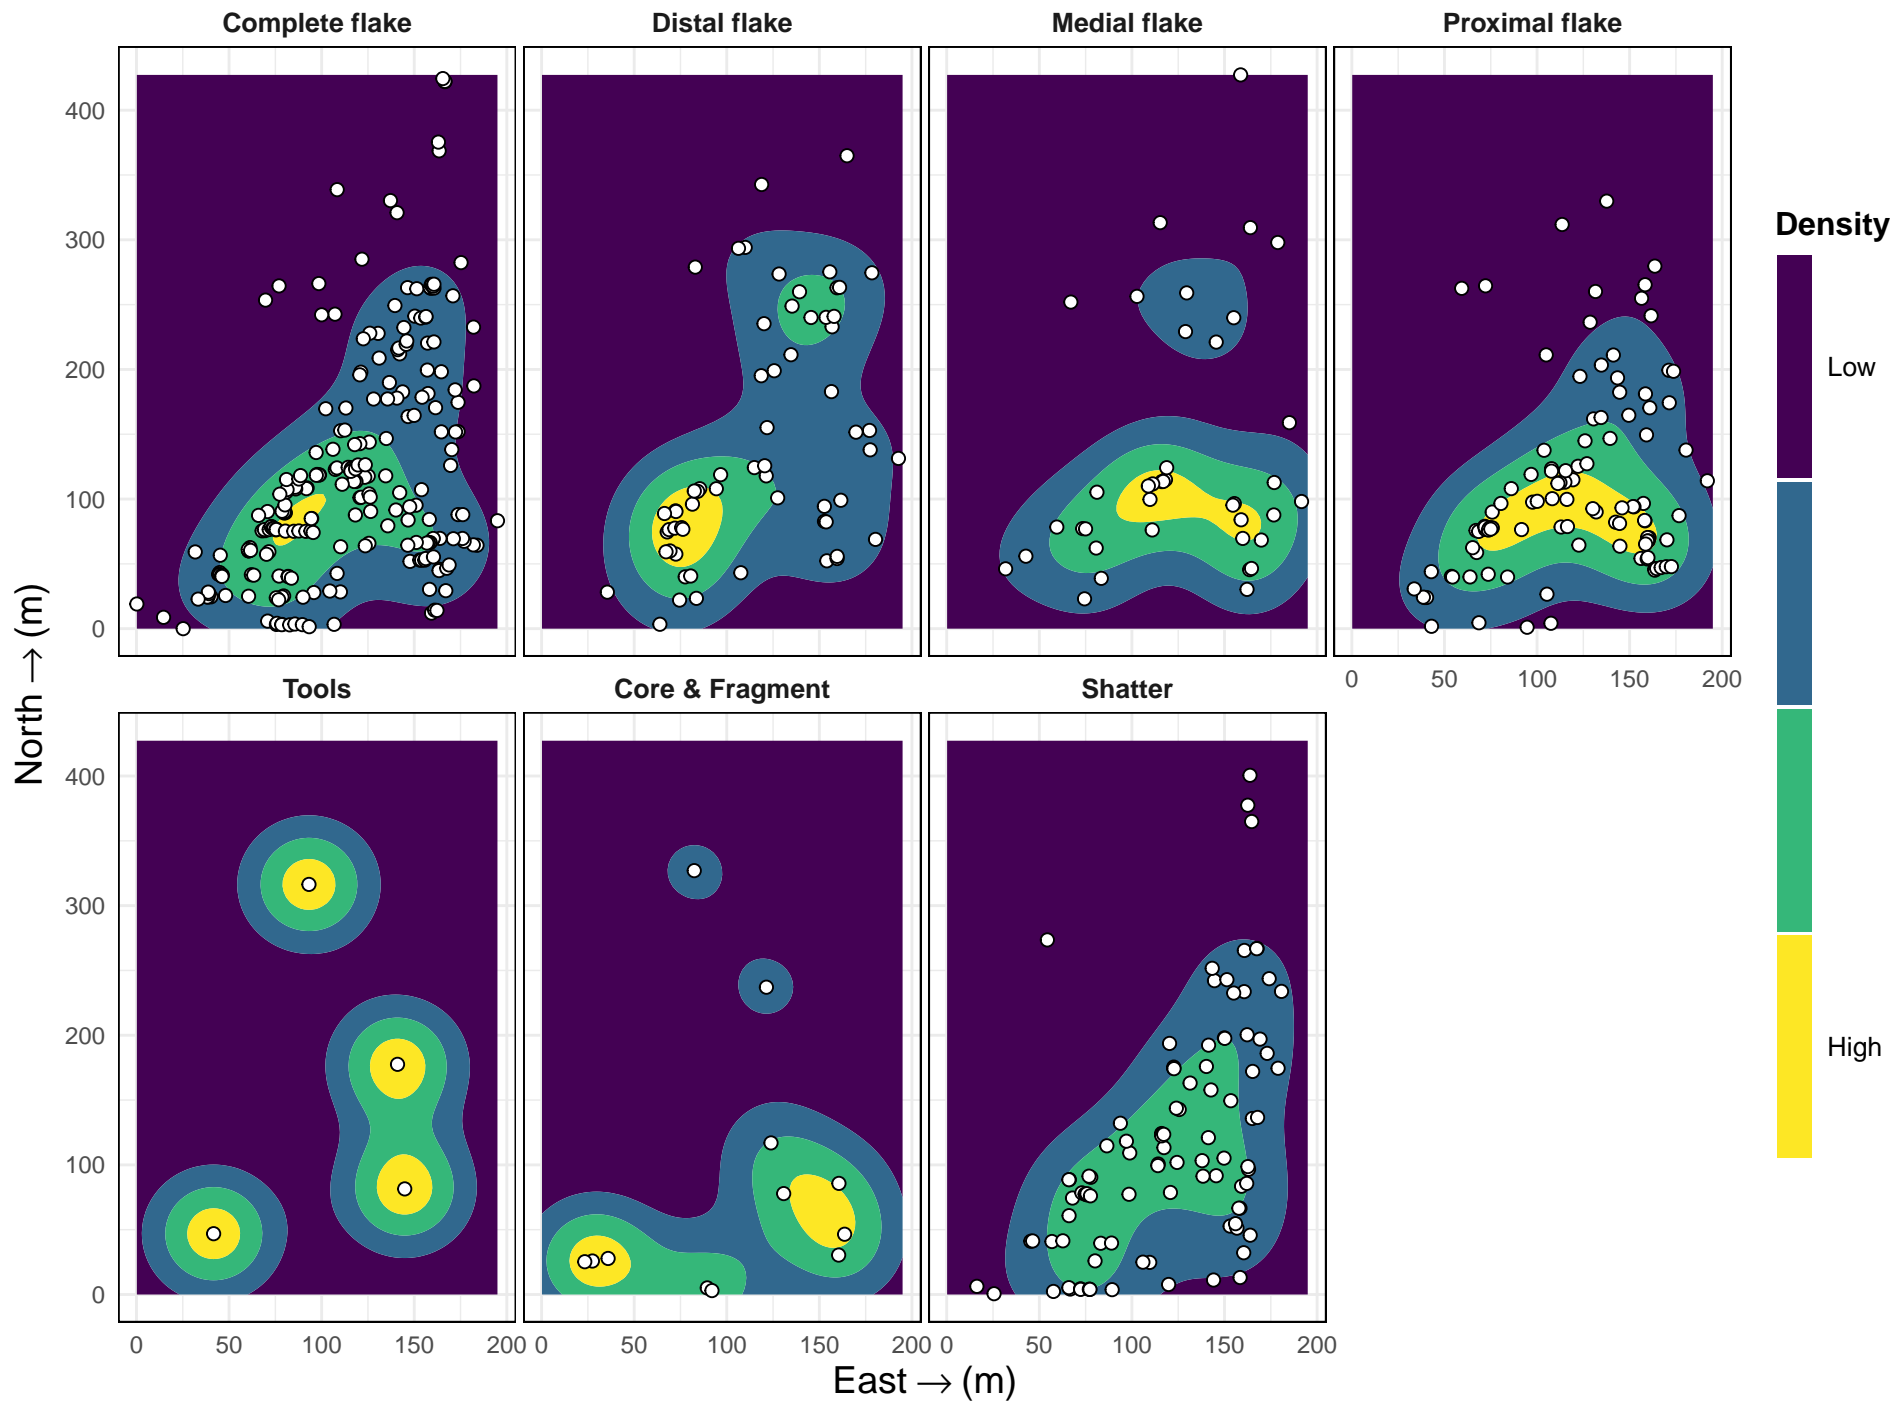 Complete flake
Distal flake
Medial flake
Proximal flake
400
300
200
100
0
0 50 100 150 200
Tools
Core & Fragment
Shatter
400
300
200
100
0
0 50 100 150 200
0 50 100 150 200
0 50 100 150 200
North → (m)
East → (m)
Density
Low
High